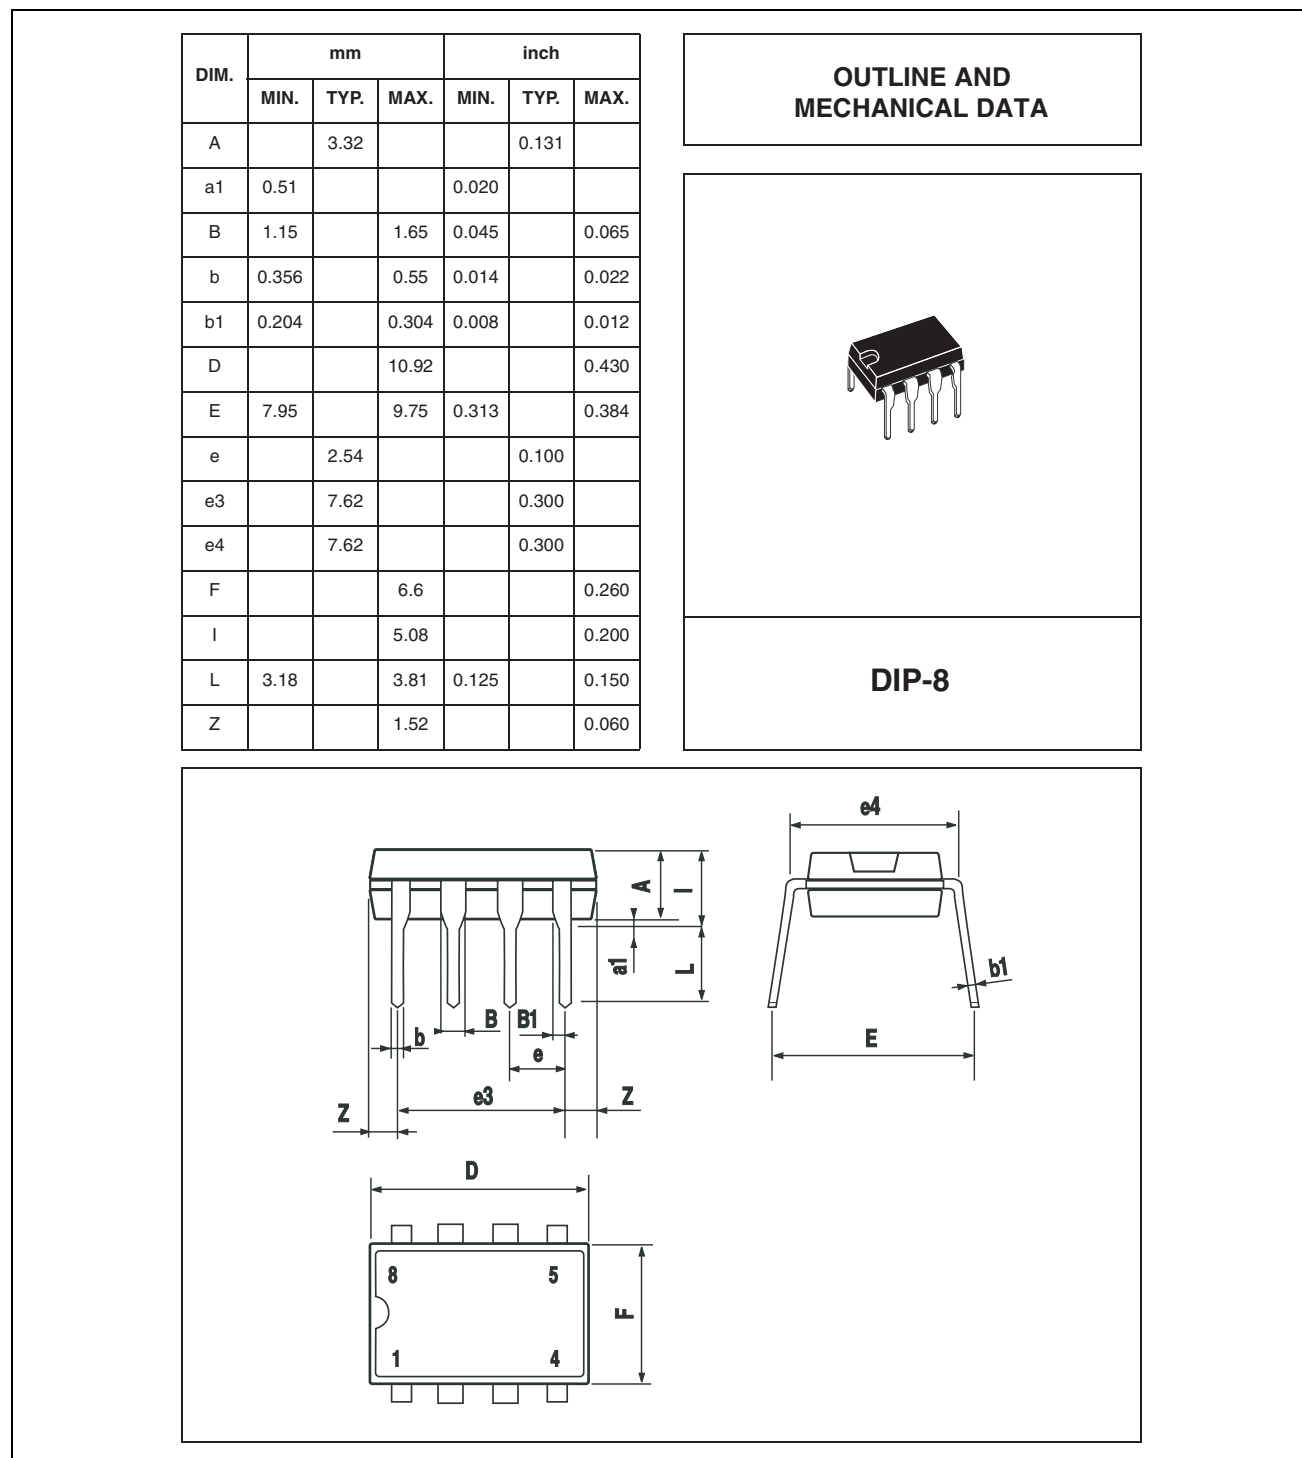 DIM. mm inch
MIN. TYP. MAX. MIN. TYP. MAX.
A 3.32 0.131
a1 0.51 0.020
B 1.15 1.65 0.045 0.065
b 0.356 0.55 0.014 0.022
b1 0.204 0.304 0.008 0.012
D 10.92 0.430
E 7.95 9.75 0.313 0.384
e 2.54 0.100
e3 7.62 0.300
e4 7.62 0.300
F 6.6 0.260
I 5.08 0.200
L 3.18 3.81 0.125 0.150
Z 1.52 0.060
OUTLINE AND
MECHANICAL DATA
DIP-8
A
I
a1
L
b
B
B1
e
e3
Z
Z
e4
b1
E
D
8 5
F
1 4